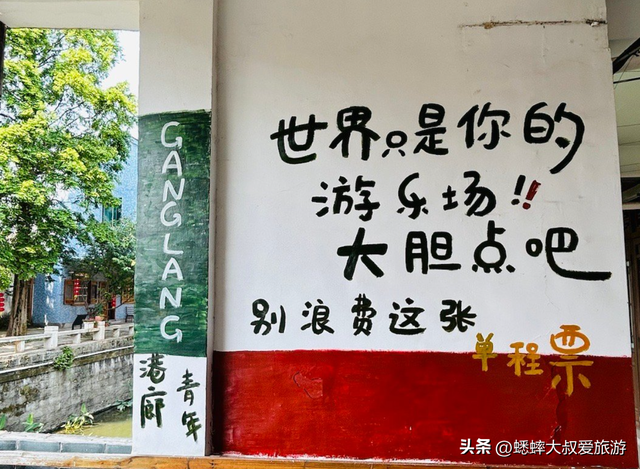 GANGLANG
港廊
青年
世界只是你的
游乐场!!
大胆点吧
别浪费这张
单程票
头条 @蟋蟀大叔爱旅游